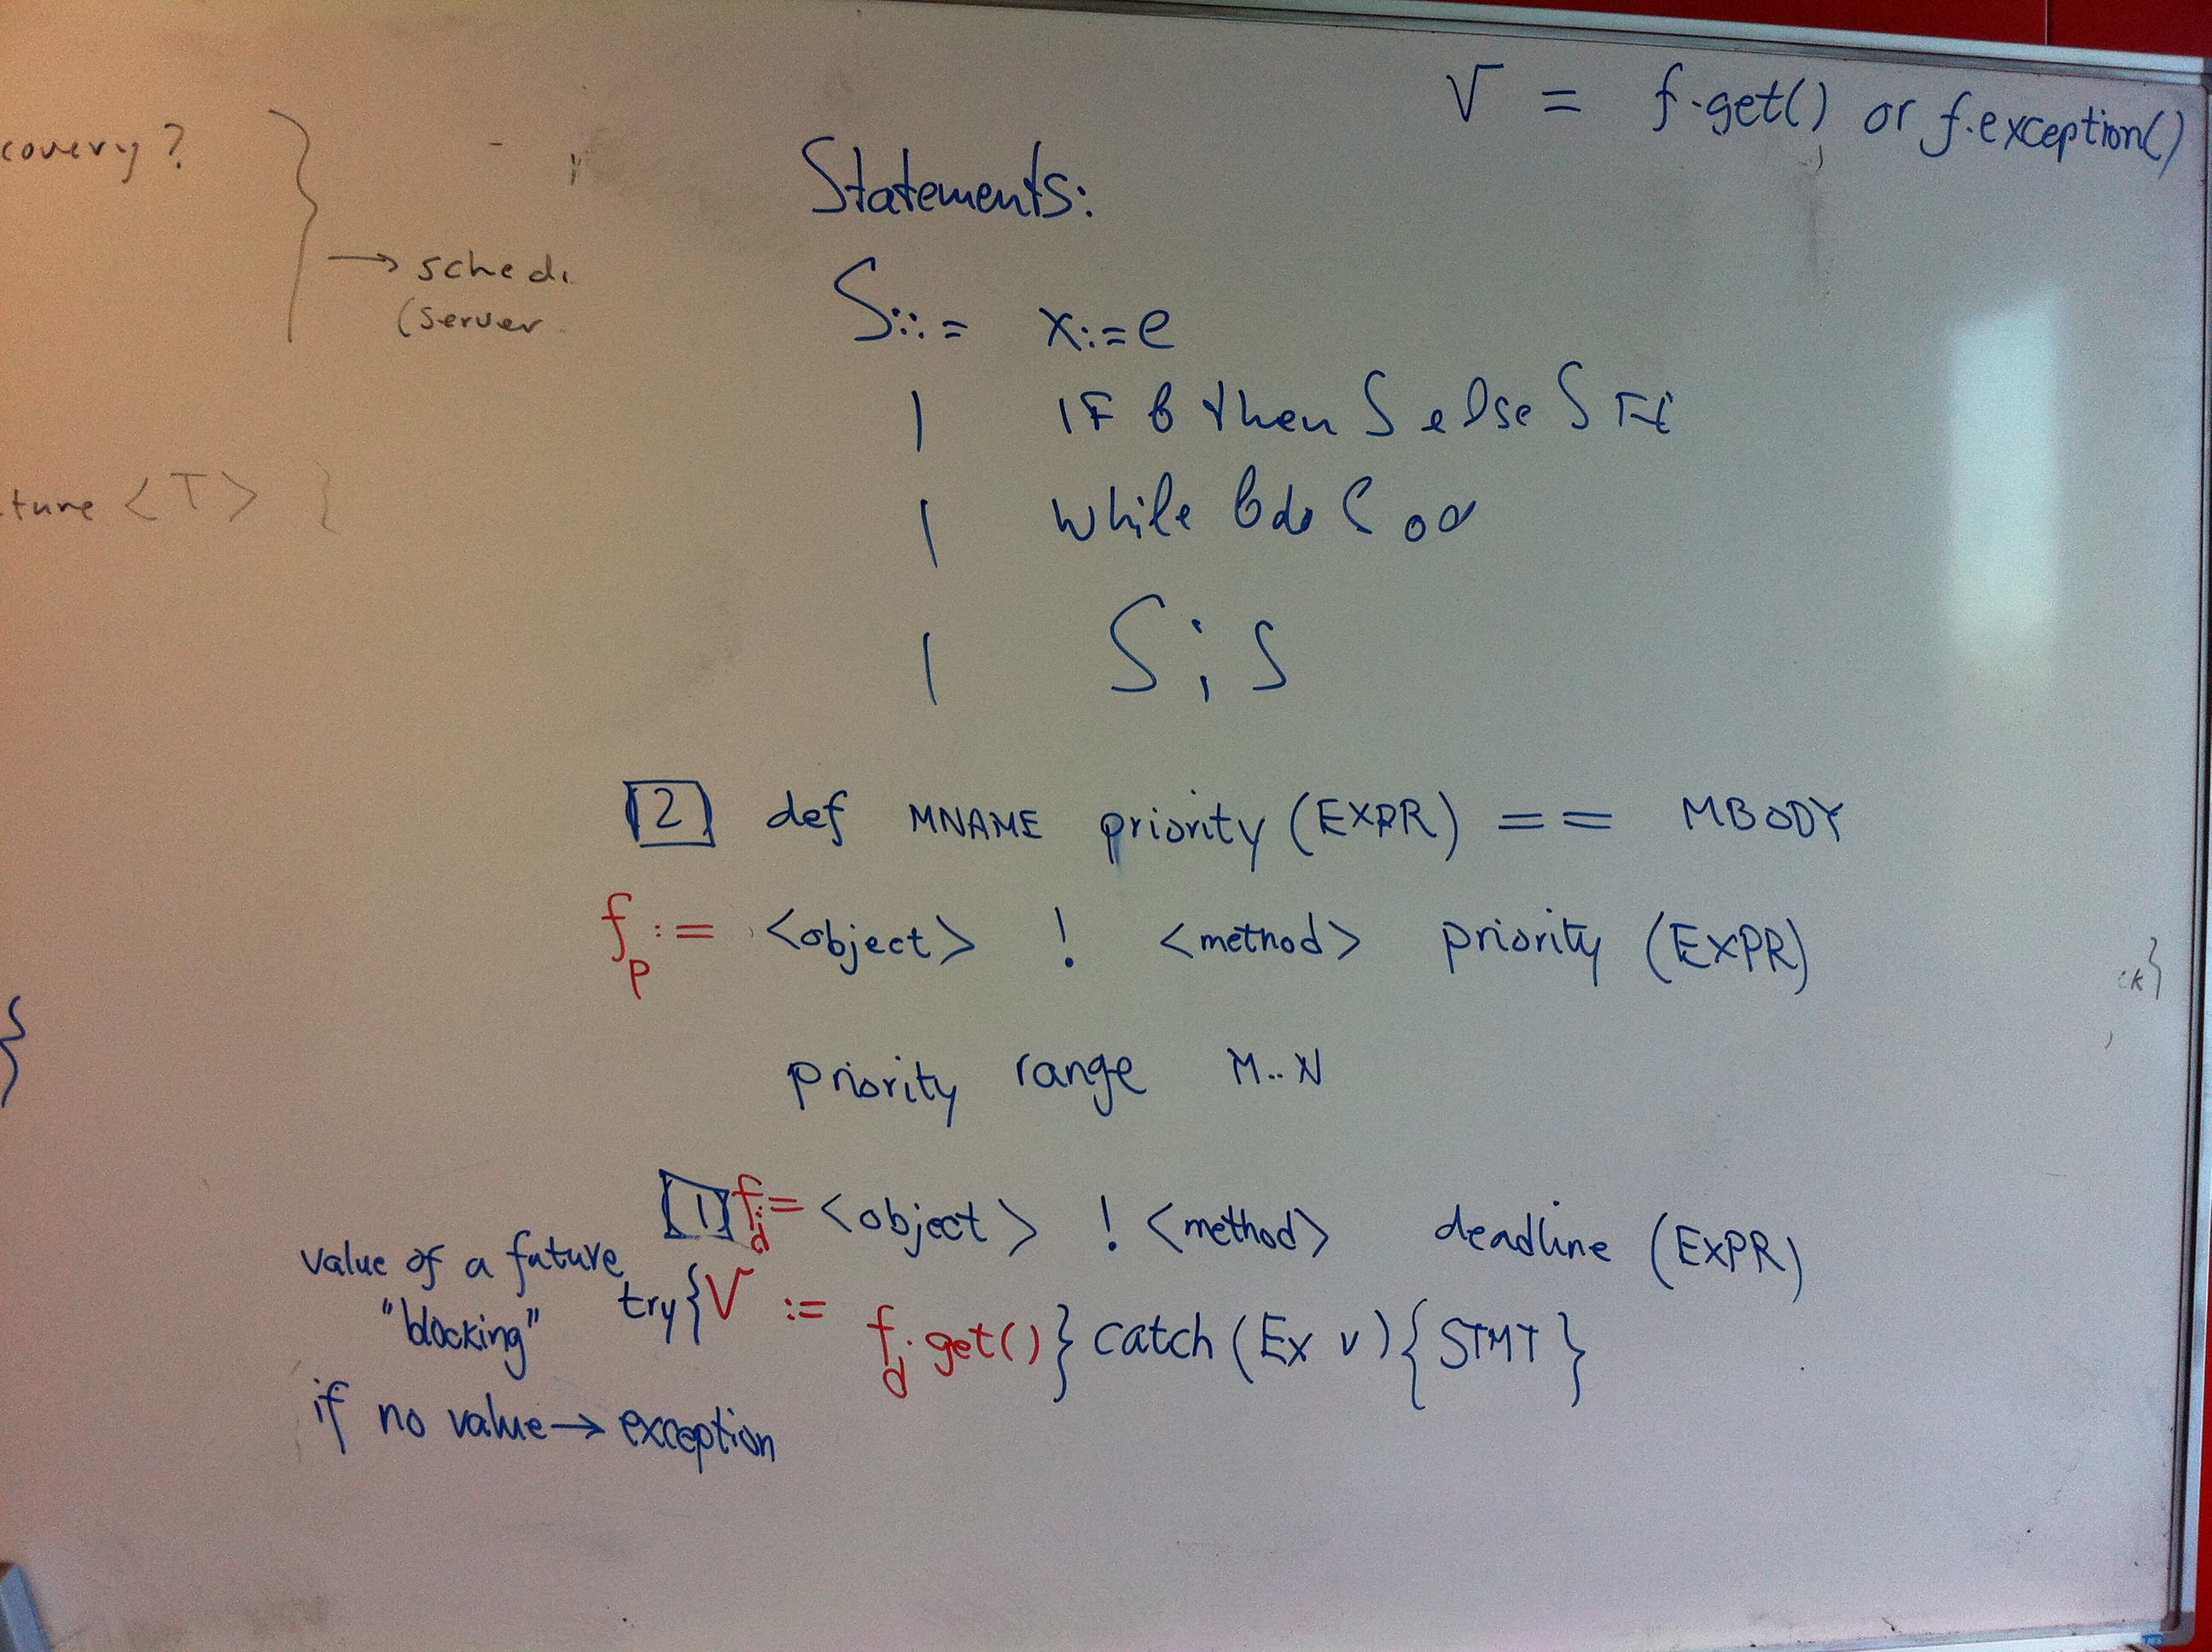 V = f.get() or f.exception()
covery?
→ sched.
(server
ture <T> {
Statements:
S::= x:=e
| IF b then S else S FI
| while b do S od
| S ; S
[2] def MNAME priority (EXPR) == MBODY
f_p := <object> ! <method> priority (EXPR)
ck}
priority range M..N
[1] f_d := <object> ! <method> deadline (EXPR)
value of a future
"blocking"
try{V := f_d.get()} catch (Ex v) {STMT}
if no value → exception